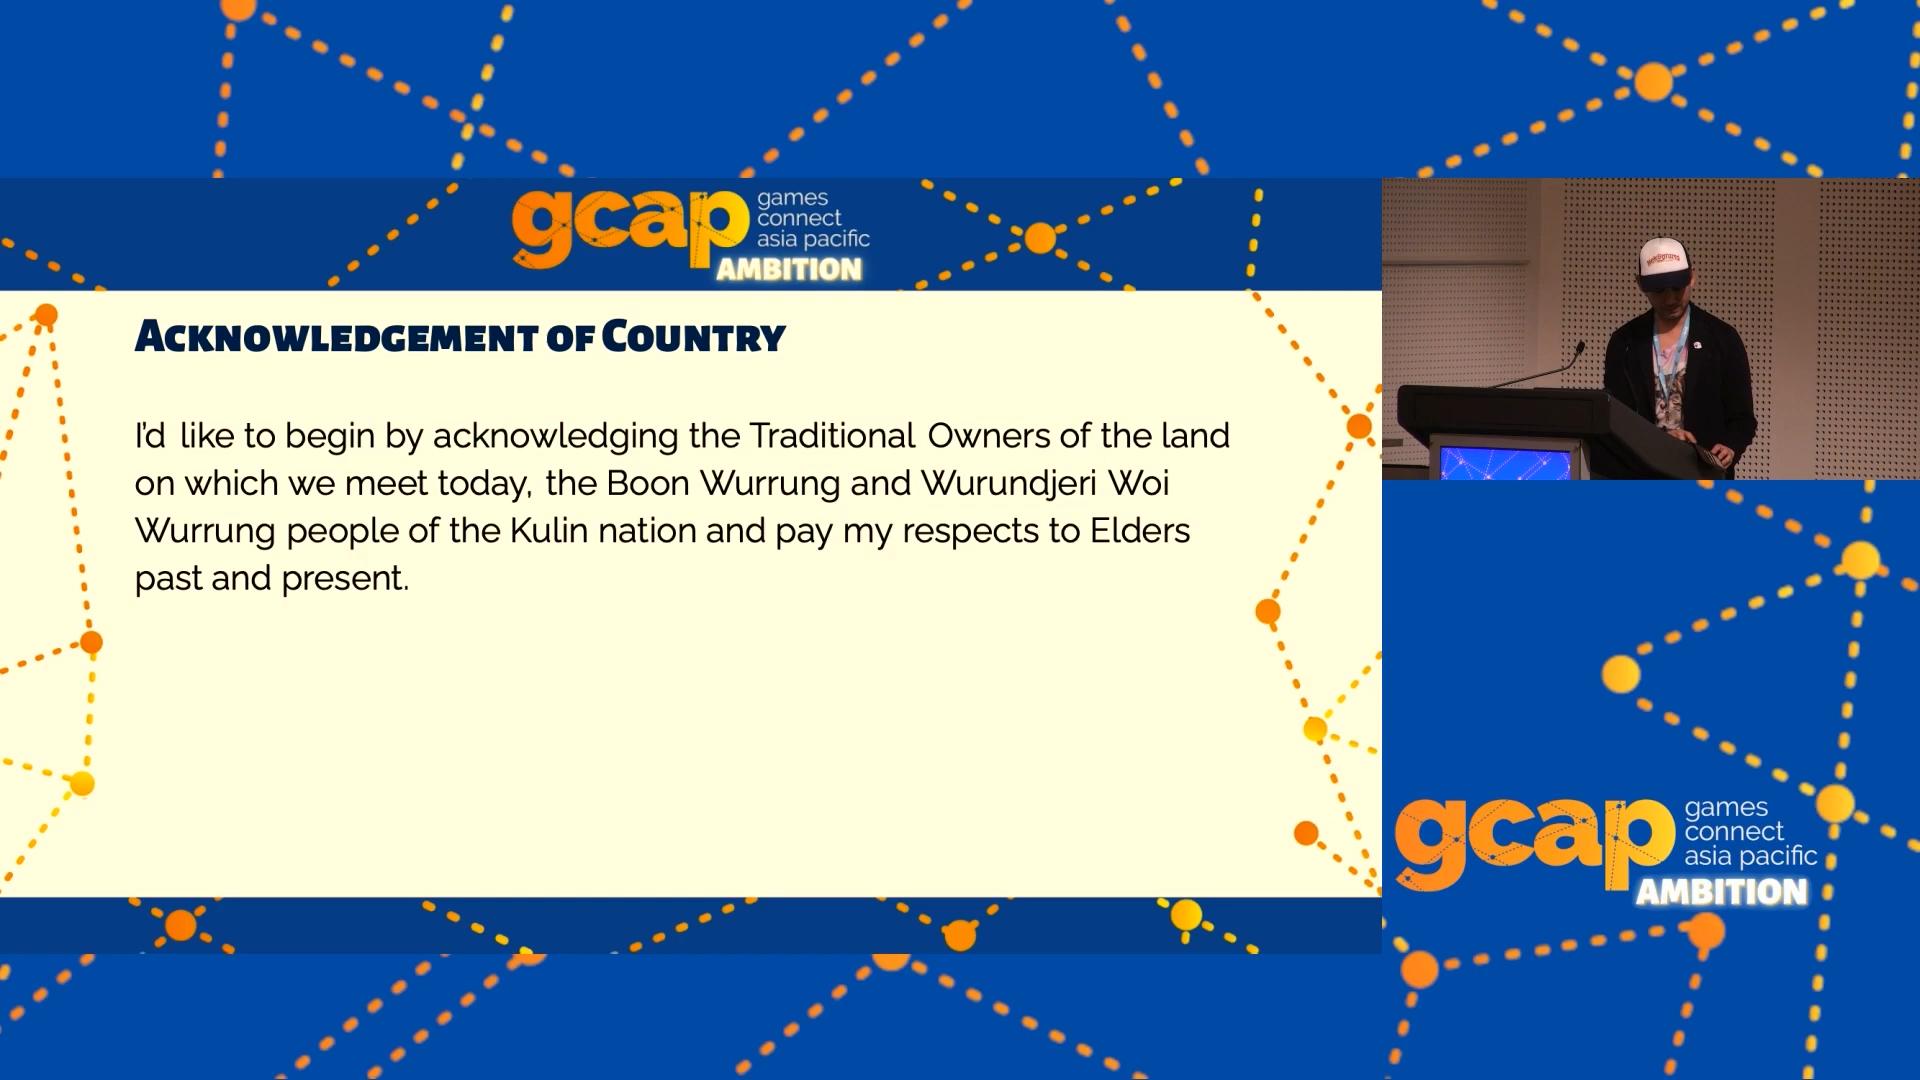 gcap games
connect
asia pacific
AMBITION
ACKNOWLEDGEMENT OF COUNTRY
I'd like to begin by acknowledging the Traditional Owners of the land
on which we meet today, the Boon Wurrung and Wurundjeri Woi
Wurrung people of the Kulin nation and pay my respects to Elders
past and present.
gcap games
connect
asia pacific
AMBITION